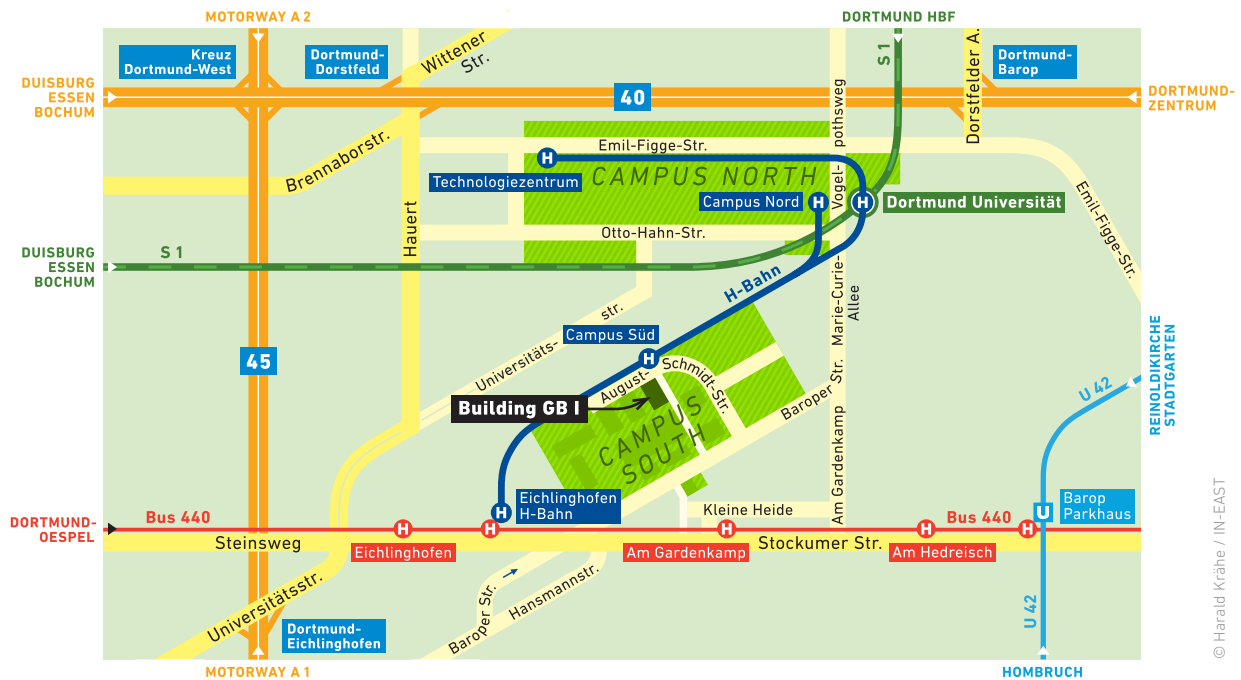 MOTORWAY A 2
DORTMUND HBF
Kreuz
Dortmund-West
Dortmund-
Dorstfeld
Wittener
Str.
S 1
Dorstfelder A.
Dortmund-
Barop
DUISBURG
ESSEN
BOCHUM
40
DORTMUND-
ZENTRUM
Brennaborstr.
Emil-Figge-Str.
Vogel-
pothsweg
Technologiezentrum
CAMPUS NORTH
Campus Nord
Dortmund Universität
H
H
H
Emil-Figge-Str.
Hauert
Otto-Hahn-Str.
DUISBURG
ESSEN
BOCHUM
S 1
H-Bahn
Marie-Curie-
Allee
Universitäts-
str.
Campus Süd
H
45
REINOLDIKIRCHE
STADTGARTEN
U 42
August-
Schmidt-Str.
Building GB I
CAMPUS
SOUTH
Baroper Str.
Am Gardenkamp
Eichlinghofen
H-Bahn
H
Kleine Heide
Barop
Parkhaus
U
DORTMUND-
OESPEL
Bus 440
H
H
H
H
Bus 440
H
Steinsweg
Eichlinghofen
Am Gardenkamp
Stockumer Str.
Am Hedreisch
Universitätsstr.
Baroper Str.
Hansmannstr.
U 42
Dortmund-
Eichlinghofen
MOTORWAY A 1
HOMBRUCH
© Harald Krähe / IN-EAST